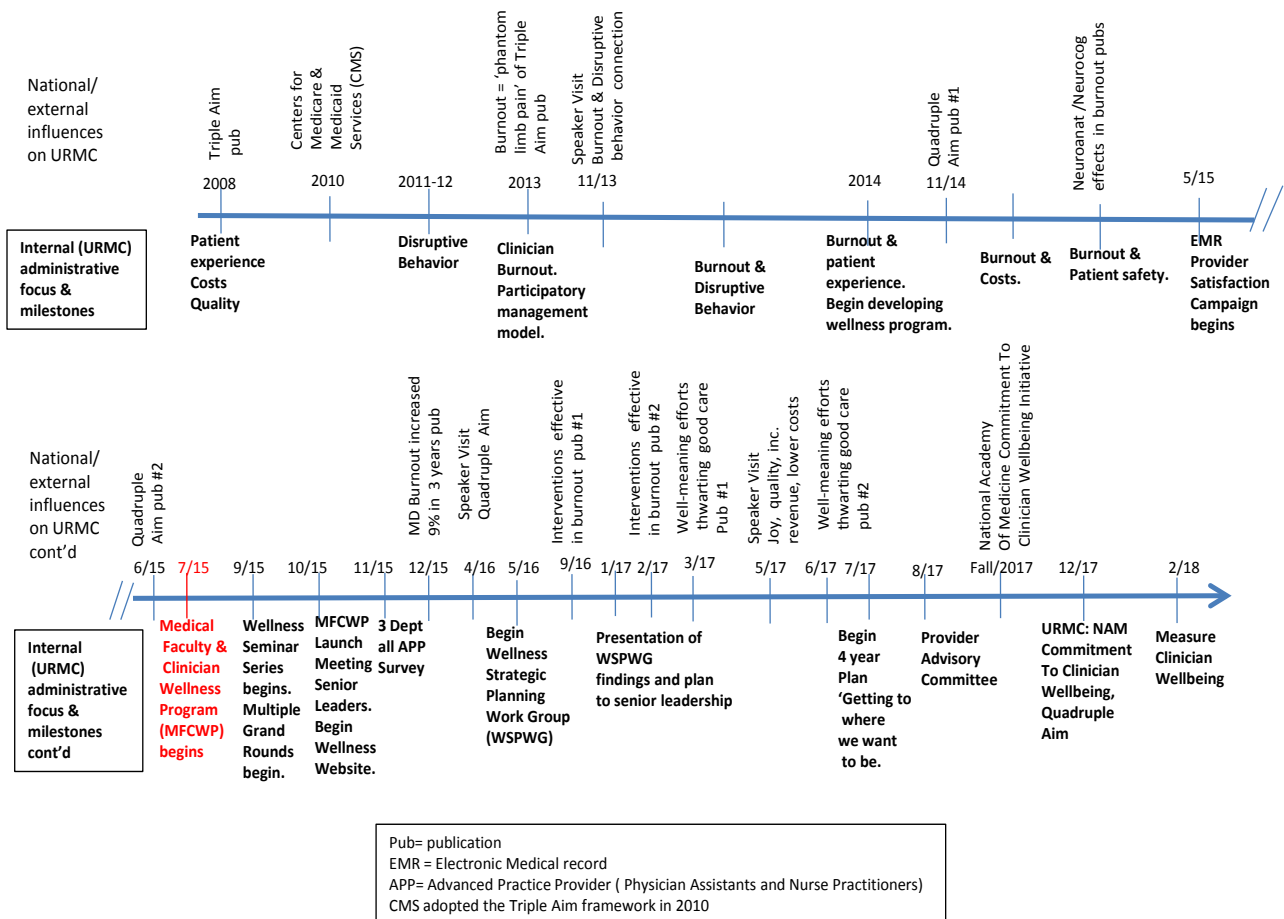 National/
external
influences
on URMC
Triple Aim
pub
Centers for
Medicare &
Medicaid
Services (CMS)
Burnout = ‘phantom
limb pain’ of Triple
Aim pub
Speaker Visit
Burnout & Disruptive
behavior connection
Quadruple
Aim pub #1
Neuroanat /Neurocog
effects in burnout pubs
2008
2010
2011-12
2013
11/13
2014
11/14
5/15
Internal (URMC)
administrative
focus &
milestones
Patient
experience
Costs
Quality
Disruptive
Behavior
Clinician
Burnout.
Participatory
management
model.
Burnout &
Disruptive
Behavior
Burnout &
patient
experience.
Begin developing
wellness program.
Burnout &
Costs.
Burnout &
Patient safety.
EMR
Provider
Satisfaction
Campaign
begins
National/
external
influences
on URMC
cont’d
Quadruple
Aim pub #2
MD Burnout increased
9% in 3 years pub
Speaker Visit
Quadruple Aim
Interventions effective
in burnout pub #1
Interventions effective
in burnout pub #2
Well-meaning efforts
thwarting good care
Pub #1
Speaker Visit
Joy, quality, inc.
revenue, lower costs
Well-meaning efforts
thwarting good care
pub #2
National Academy
Of Medicine Commitment To
Clinician Wellbeing Initiative
6/15
7/15
9/15
10/15
11/15
12/15
4/16
5/16
9/16
1/17
2/17
3/17
5/17
6/17
7/17
8/17
Fall/2017
12/17
2/18
Internal
(URMC)
administrative
focus &
milestones
cont’d
Medical
Faculty &
Clinician
Wellness
Program
(MFCWP)
begins
Wellness
Seminar
Series
begins.
Multiple
Grand
Rounds
begin.
MFCWP
Launch
Meeting
Senior
Leaders.
Begin
Wellness
Website.
3 Dept
all APP
Survey
Begin
Wellness
Strategic
Planning
Work Group
(WSPWG)
Presentation of
WSPWG
findings and plan
to senior leadership
Begin
4 year
Plan
‘Getting to
where
we want
to be.
Provider
Advisory
Committee
URMC: NAM
Commitment
To Clinician
Wellbeing,
Quadruple
Aim
Measure
Clinician
Wellbeing
Pub= publication
EMR = Electronic Medical record
APP= Advanced Practice Provider ( Physician Assistants and Nurse Practitioners)
CMS adopted the Triple Aim framework in 2010